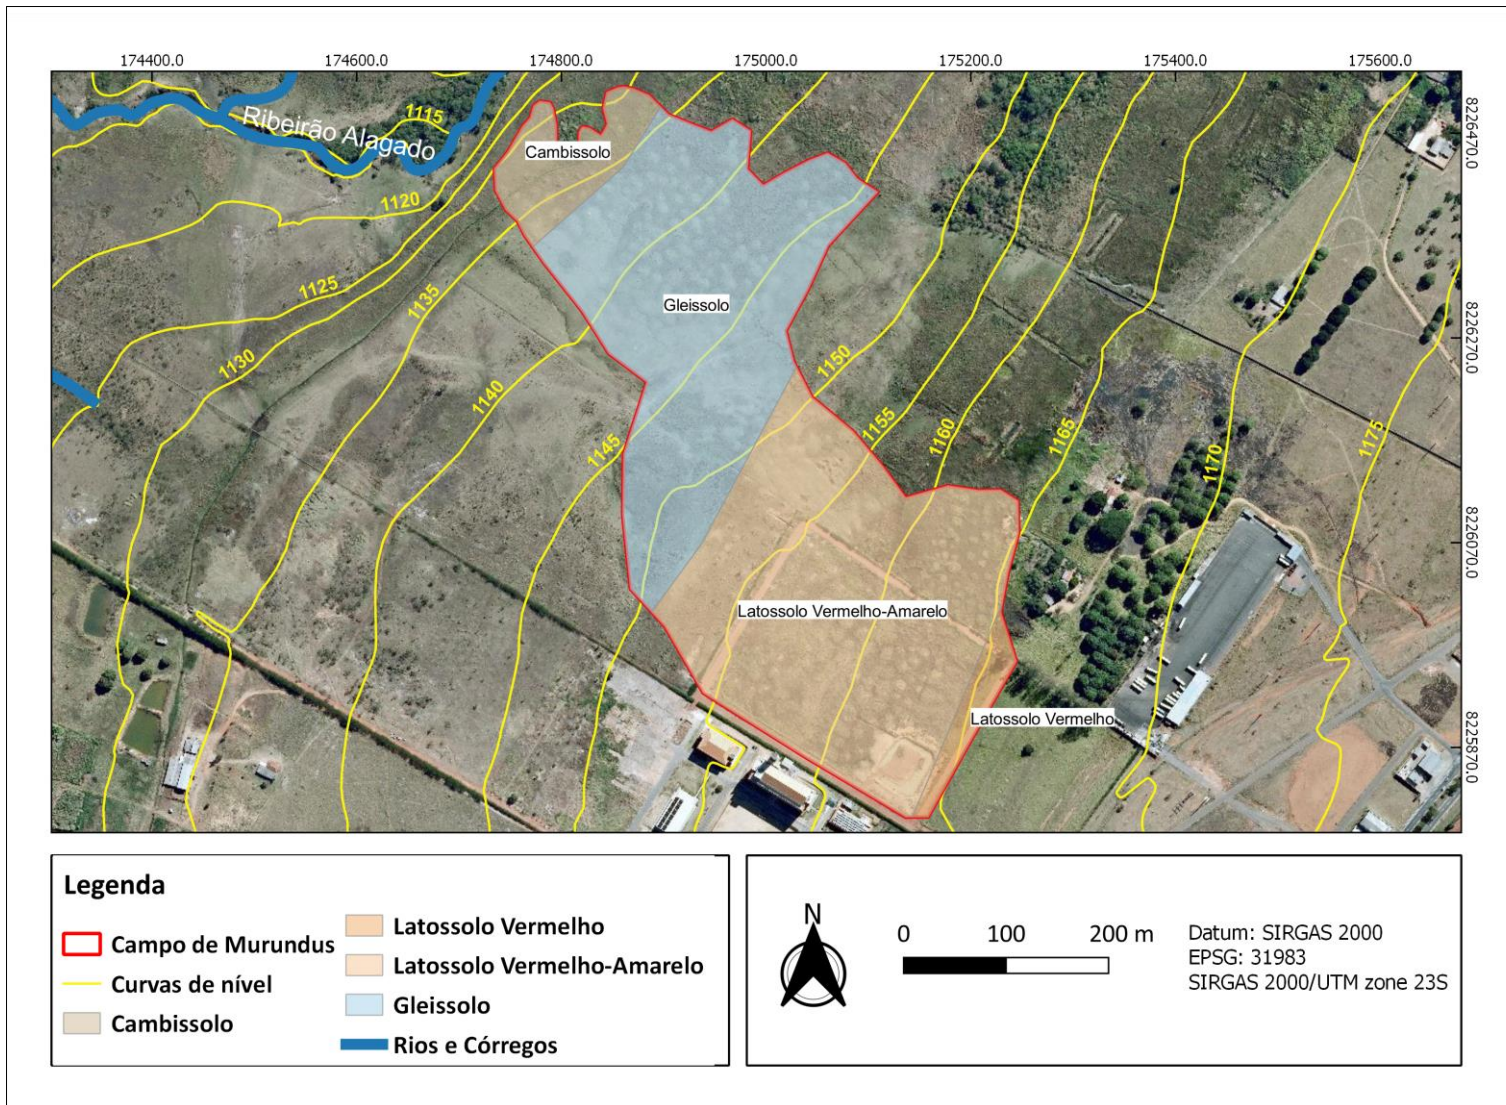 174400.0 174600.0 174800.0 175000.0 175200.0 175400.0 175600.0
8226470.0
8226270.0
8226070.0
8225870.0
Ribeirão Alagado
1115
1120
1125
1130
1135
1140
1145
1150
1155
1160
1165
1170
1175
Cambissolo
Gleissolo
Latossolo Vermelho-Amarelo
Latossolo Vermelho
Legenda
Campo de Murundus
Curvas de nível
Cambissolo
Latossolo Vermelho
Latossolo Vermelho-Amarelo
Gleissolo
Rios e Córregos
N
0 100 200 m
Datum: SIRGAS 2000
EPSG: 31983
SIRGAS 2000/UTM zone 23S